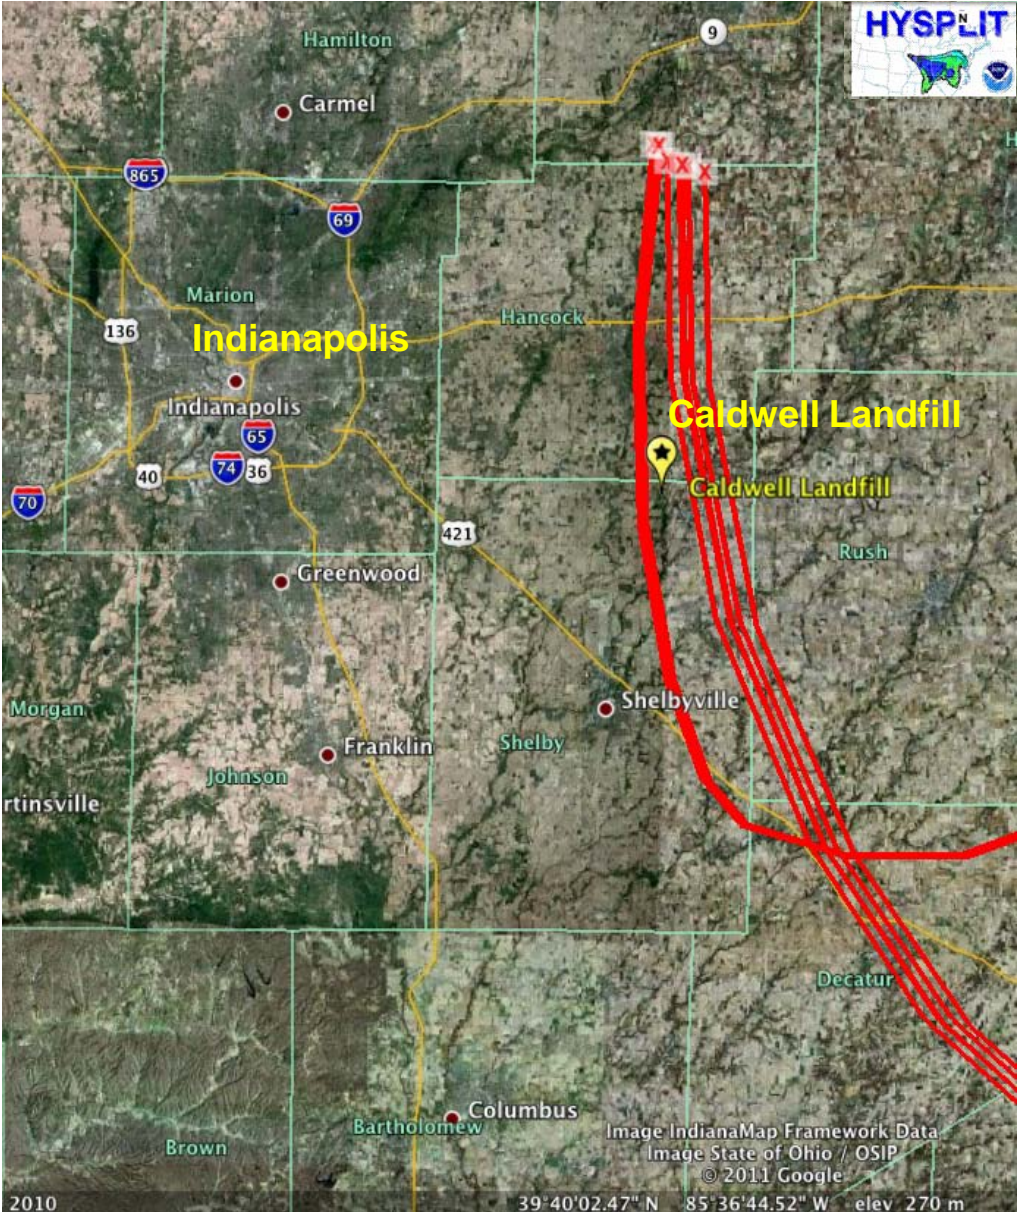 HYSPLIT
N
Hamilton
9
Carmel
H
865
69
Marion
136
Indianapolis
Hancock
Indianapolis
Caldwell Landfill
65
74
36
40
70
Caldwell Landfill
421
Rush
Greenwood
Morgan
Shelbyville
Franklin
Shelby
Johnson
rtinsville
Decatur
Columbus
Bartholomew
Brown
Image IndianaMap Framework Data
Image State of Ohio / OSIP
© 2011 Google
2010
39°40'02.47" N 85°36'44.52" W elev 270 m
X
X
X
X